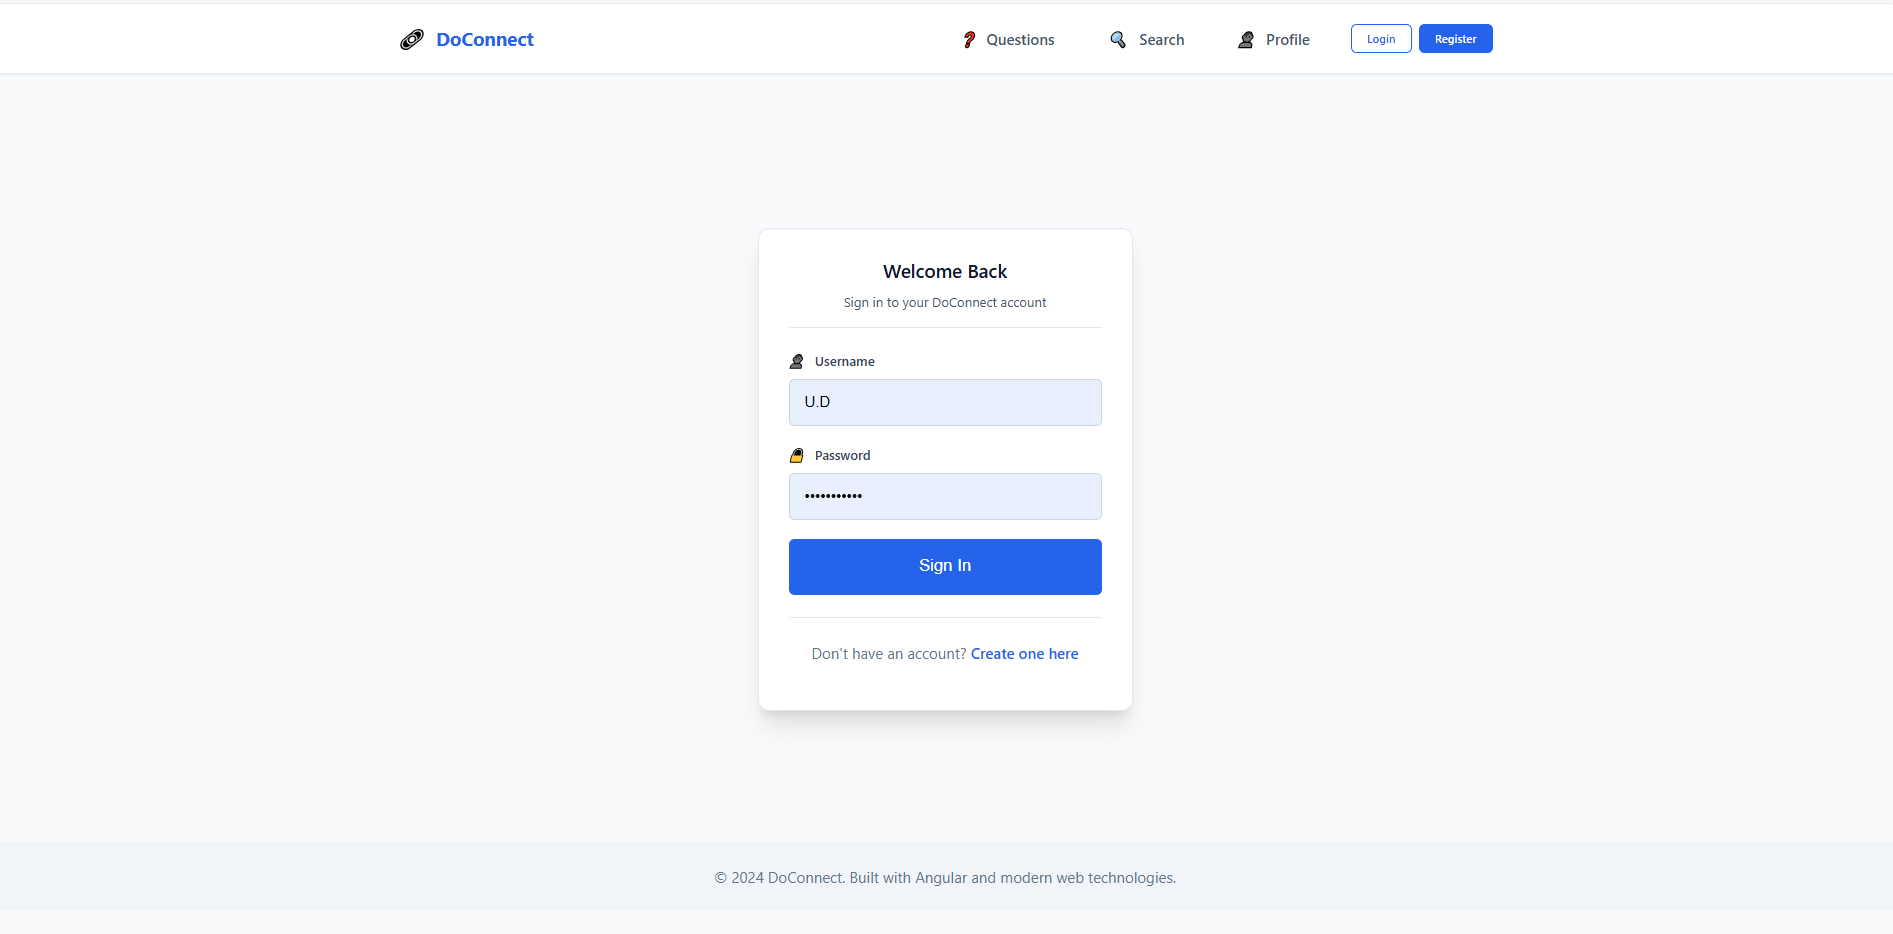 DoConnect
Questions
Search
Profile
Login
Register
Welcome Back
Sign in to your DoConnect account
Username
U.D
Password
•••••••••••
Sign In
Don't have an account? Create one here
© 2024 DoConnect. Built with Angular and modern web technologies.